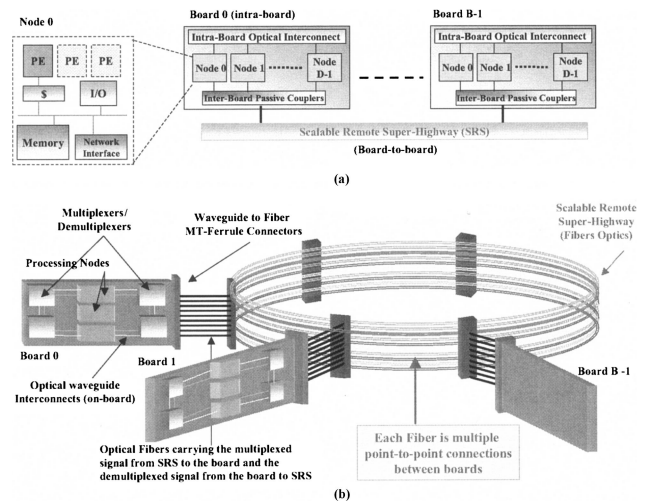 Node 0
PE
PE
PE
$
I/O
Memory
Network
Interface
Board 0 (intra-board)
Intra-Board Optical Interconnect
Node 0
Node 1
Node
D-1
Inter-Board Passive Couplers
Board B-1
Intra-Board Optical Interconnect
Node 0
Node 1
Node
D-1
Inter-Board Passive Couplers
Scalable Remote Super-Highway (SRS)
(Board-to-board)
(a)
Multiplexers/
Demultiplexers
Processing Nodes
Waveguide to Fiber
MT-Ferrule Connectors
Scalable Remote
Super-Highway
(Fibers Optics)
Board 0
Board 1
Optical waveguide
Interconnects (on-board)
Board B -1
Optical Fibers carrying the multiplexed
signal from SRS to the board and the
demultiplexed signal from the board to SRS
Each Fiber is multiple
point-to-point connections
between boards
(b)